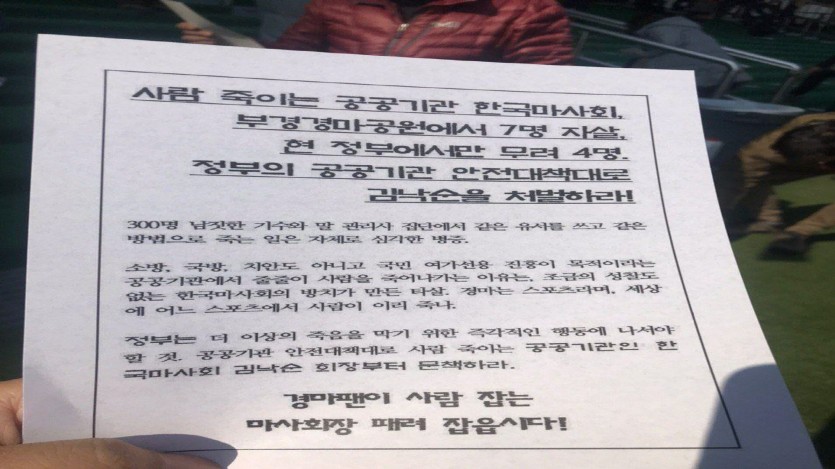 사람 죽이는 공공기관 한국마사회,
부경경마공원에서 7명 자살,
현 정부에서만 무려 4명.
정부의 공공기관 안전대책대로
김낙순을 처벌하라!
300명 남짓한 기수와 말 관리사 집단에서 같은 유서를 쓰고 같은
방법으로 죽는 일은 자체로 심각한 병증.
소방, 국방, 치안도 아니고 국민 여가선용 진흥이 목적이라는
공공기관에서 줄줄이 사람을 죽어나가는 이유는, 조금의 성찰도
없는 한국마사회의 방치가 만든 타살. 경마는 스포츠라며, 세상
에 어느 스포츠에서 사람이 이리 죽나.
정부는 더 이상의 죽음을 막기 위한 즉각적인 행동에 나서야
할 것. 공공기관 안전대책대로 사람 죽이는 공공기관인 한
국마사회 김낙순 회장부터 문책하라.
경마팬이 사람 잡는
마사회장 때려 잡읍시다!